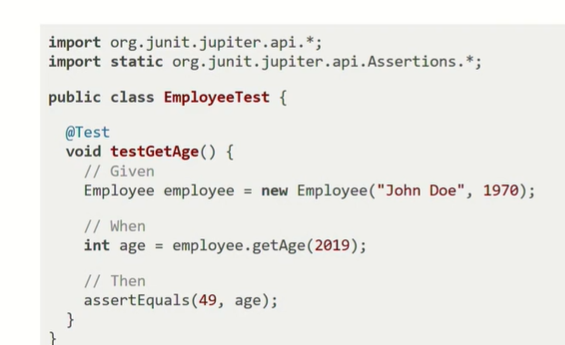 import org.junit.jupiter.api.*;
import static org.junit.jupiter.api.Assertions.*;
public class EmployeeTest {
@Test
void testGetAge() {
// Given
Employee employee = new Employee("John Doe", 1970);
// When
int age = employee.getAge(2019);
// Then
assertEquals(49, age);
}
}